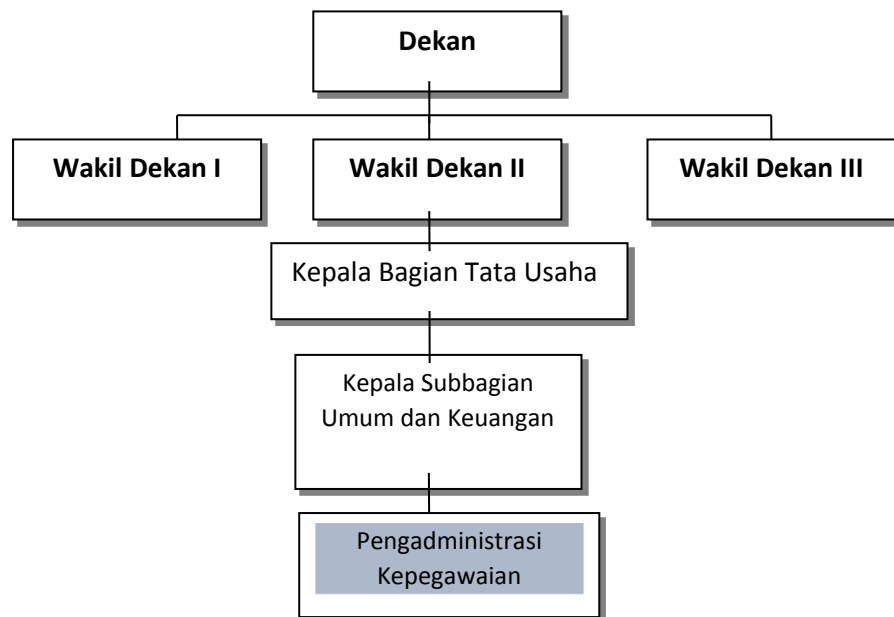 Dekan
Wakil Dekan I
Wakil Dekan II
Wakil Dekan III
Kepala Bagian Tata Usaha
Kepala Subbagian
Umum dan Keuangan
Pengadministrasi
Kepegawaian